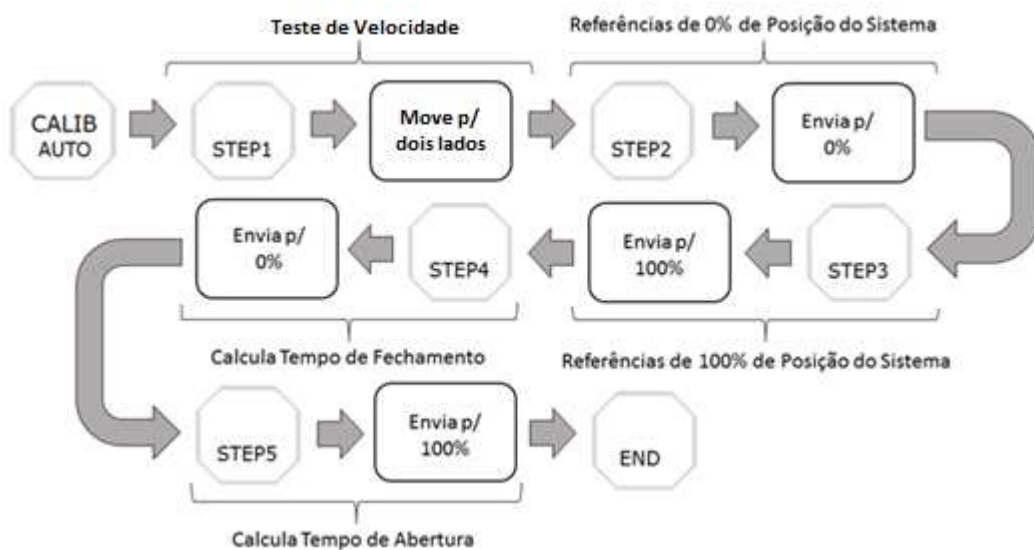 Teste de Velocidade
Referências de 0% de Posição do Sistema
CALIB
AUTO
STEP1
Move p/
dois lados
STEP2
Envia p/
0%
STEP3
Envia p/
100%
STEP4
Envia p/
0%
Referências de 100% de Posição do Sistema
Calcula Tempo de Fechamento
STEP5
Envia p/
100%
END
Calcula Tempo de Abertura